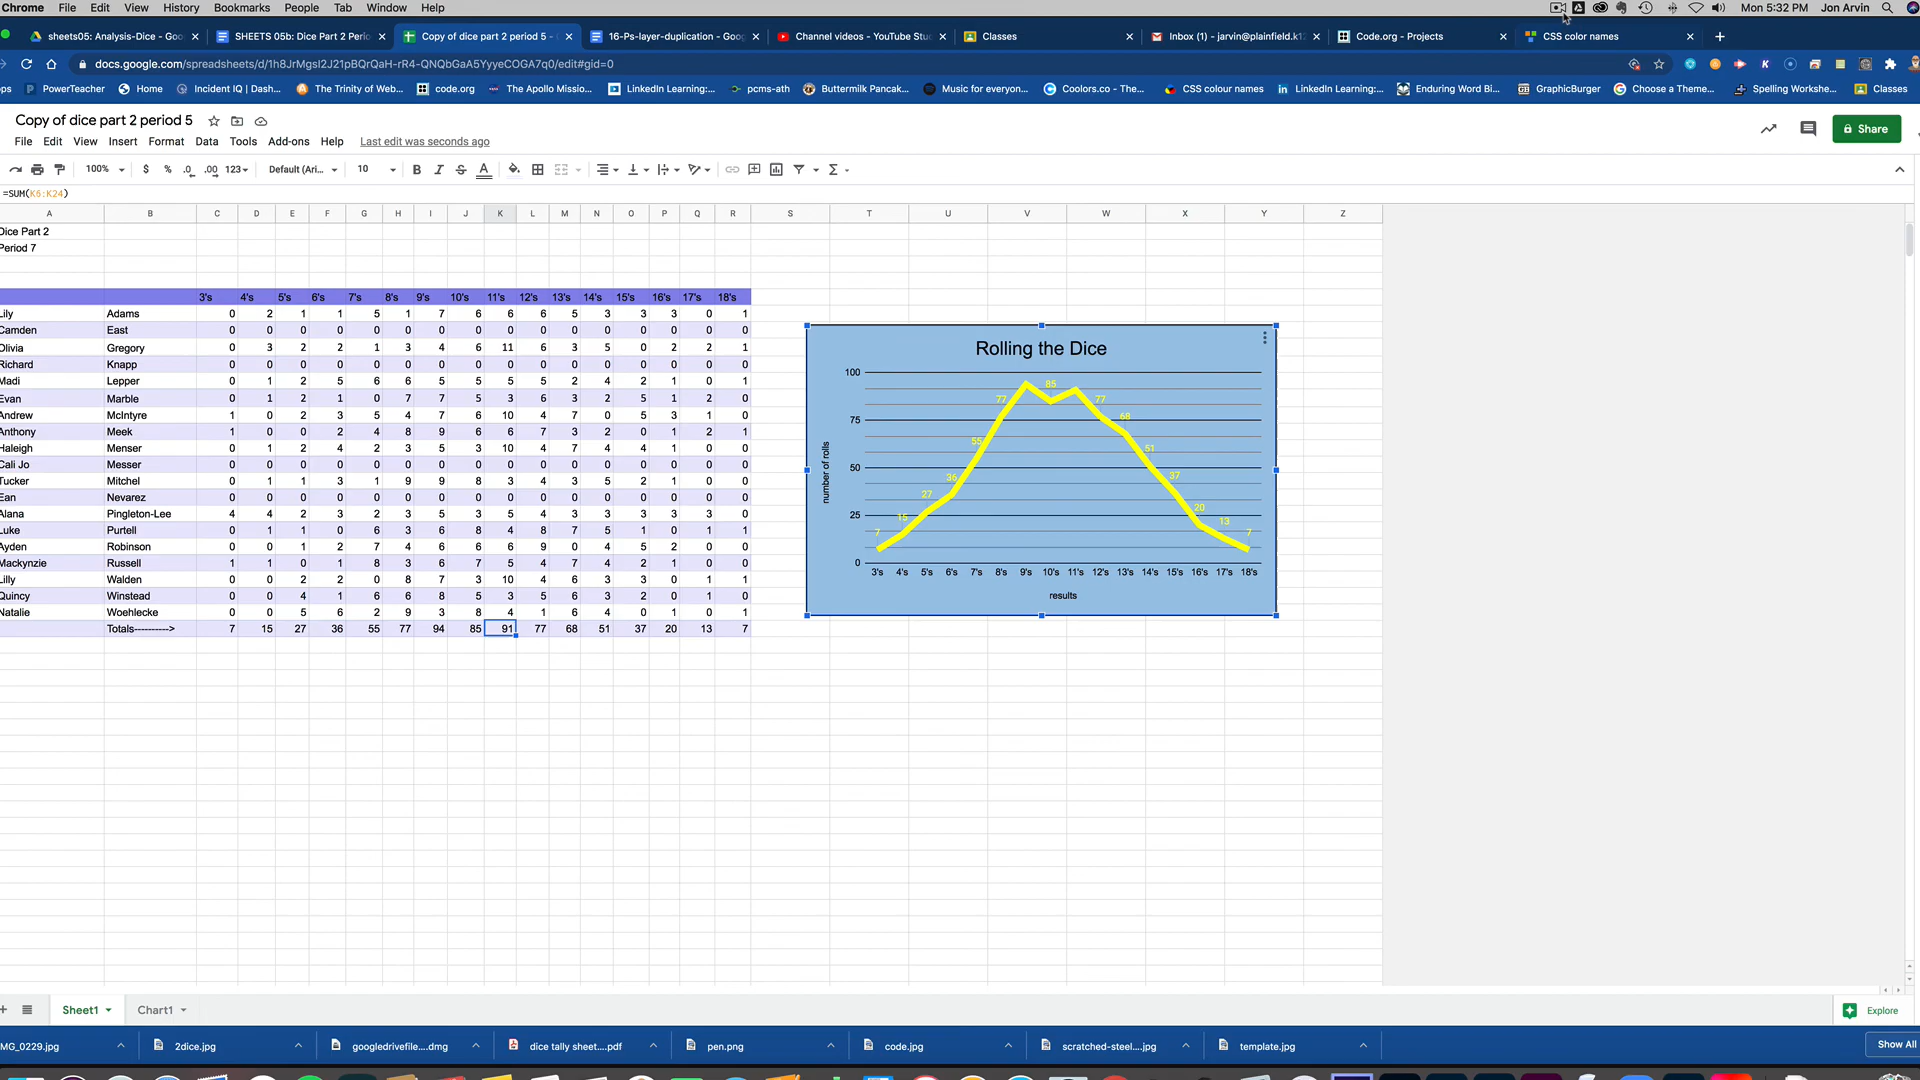 Chrome File Edit View History Bookmarks People Tab Window Help Mon 5:32 PM Jon Arvin
sheets05: Analysis-Dice - Goo SHEETS 05b: Dice Part 2 Perio Copy of dice part 2 period 5 - 16-Ps-layer-duplication - Goog Channel videos - YouTube Stu Classes Inbox (1) - jarvin@plainfield.k1 Code.org - Projects CSS color names
docs.google.com/spreadsheets/d/1h8JrMgsI2J21pBQrQaH-rR4-QNQbGaA5YyyeCOGA7q0/edit#gid=0
ps PowerTeacher Home Incident IQ | Dash... The Trinity of Web... code.org The Apollo Missio... LinkedIn Learning:... pcms-ath Buttermilk Pancak... Music for everyon... Coolors.co - The... CSS colour names LinkedIn Learning:... Enduring Word Bi... GraphicBurger Choose a Theme... Spelling Workshe... Classes
Copy of dice part 2 period 5
File Edit View Insert Format Data Tools Add-ons Help Last edit was seconds ago
Share
100% $ % .0 .00 123 Default (Ari... 10 B I S A Σ
=SUM(K6:K24)
A B C D E F G H I J K L M N O P Q R S T U V W X Y Z
Dice Part 2
Period 7
3's 4's 5's 6's 7's 8's 9's 10's 11's 12's 13's 14's 15's 16's 17's 18's
Lily Adams 0 2 1 1 5 1 7 6 6 6 5 3 3 3 0 1
Camden East 0 0 0 0 0 0 0 0 0 0 0 0 0 0 0 0
Olivia Gregory 0 3 2 2 1 3 4 6 11 6 3 5 0 2 2 1
Richard Knapp 0 0 0 0 0 0 0 0 0 0 0 0 0 0 0 0
Madi Lepper 0 1 2 5 6 6 5 5 5 5 2 4 2 1 0 1
Evan Marble 0 1 2 1 0 7 7 5 3 6 3 2 5 1 2 0
Andrew McIntyre 1 0 2 3 5 4 7 6 10 4 7 0 5 3 1 0
Anthony Meek 1 0 0 2 4 8 9 6 6 7 3 2 0 1 2 1
Haleigh Menser 0 1 2 4 2 3 5 3 10 4 7 4 4 1 0 0
Cali Jo Messer 0 0 0 0 0 0 0 0 0 0 0 0 0 0 0 0
Tucker Mitchel 0 1 1 3 1 9 9 8 3 4 3 5 2 1 0 0
Ean Nevarez 0 0 0 0 0 0 0 0 0 0 0 0 0 0 0 0
Alana Pingleton-Lee 4 4 2 3 2 3 5 3 5 4 3 3 3 3 3 0
Luke Purtell 0 1 1 0 6 3 6 8 4 8 7 5 1 0 1 1
Ayden Robinson 0 0 1 2 7 4 6 6 6 9 0 4 5 2 0 0
Mackynzie Russell 1 1 0 1 8 3 6 7 5 4 7 4 2 1 0 0
Lilly Walden 0 0 2 2 0 8 7 3 10 4 6 3 3 0 1 1
Quincy Winstead 0 0 4 1 6 6 8 5 3 5 6 3 2 0 1 0
Natalie Woehlecke 0 0 5 6 2 9 3 8 4 1 6 4 0 1 0 1
Totals----------> 7 15 27 36 55 77 94 85 91 77 68 51 37 20 13 7
Rolling the Dice
number of rolls
100
75
50
25
0
7 15 27 36 55 77 85 77 68 51 37 20 13 7
3's 4's 5's 6's 7's 8's 9's 10's 11's 12's 13's 14's 15's 16's 17's 18's
results
Sheet1 Chart1 Explore
MG_0229.jpg 2dice.jpg googledrivefile....dmg dice tally sheet....pdf pen.png code.jpg scratched-steel....jpg template.jpg Show All